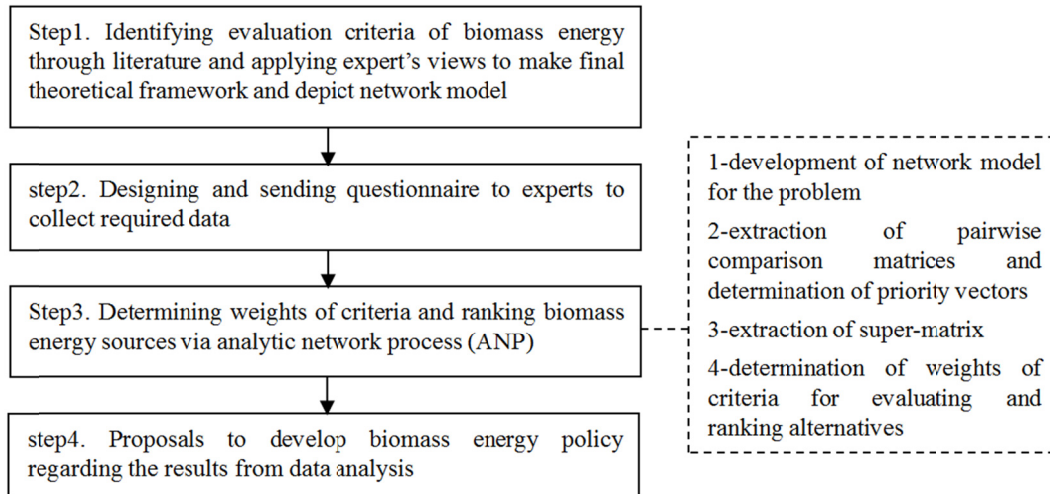 Step1. Identifying evaluation criteria of biomass energy
through literature and applying expert’s views to make final
theoretical framework and depict network model
step2. Designing and sending questionnaire to experts to
collect required data
Step3. Determining weights of criteria and ranking biomass
energy sources via analytic network process (ANP)
step4. Proposals to develop biomass energy policy
regarding the results from data analysis
1-development of network model
for the problem
2-extraction of pairwise
comparison matrices and
determination of priority vectors
3-extraction of super-matrix
4-determination of weights of
criteria for evaluating and
ranking alternatives